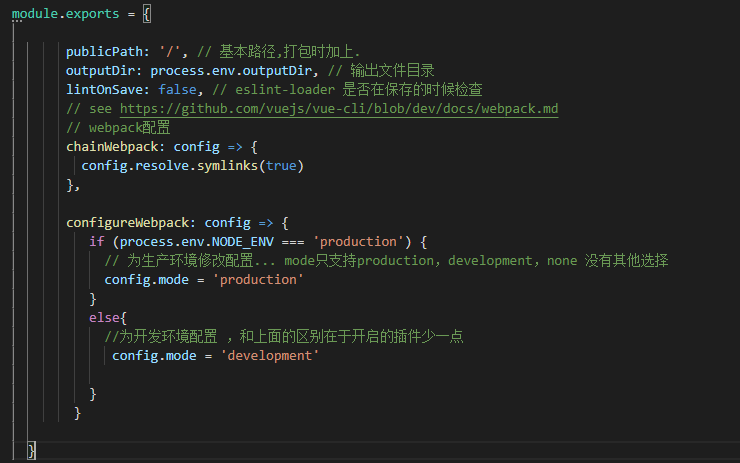 module.exports = {
publicPath: '/', // 基本路径,打包时加上.
outputDir: process.env.outputDir, // 输出文件目录
lintOnSave: false, // eslint-loader 是否在保存的时候检查
// see https://github.com/vuejs/vue-cli/blob/dev/docs/webpack.md
// webpack配置
chainWebpack: config => {
config.resolve.symlinks(true)
},
configureWebpack: config => {
if (process.env.NODE_ENV === 'production') {
// 为生产环境修改配置... mode只支持production，development，none 没有其他选择
config.mode = 'production'
}
else{
//为开发环境配置 ，和上面的区别在于开启的插件少一点
config.mode = 'development'
}
}
}